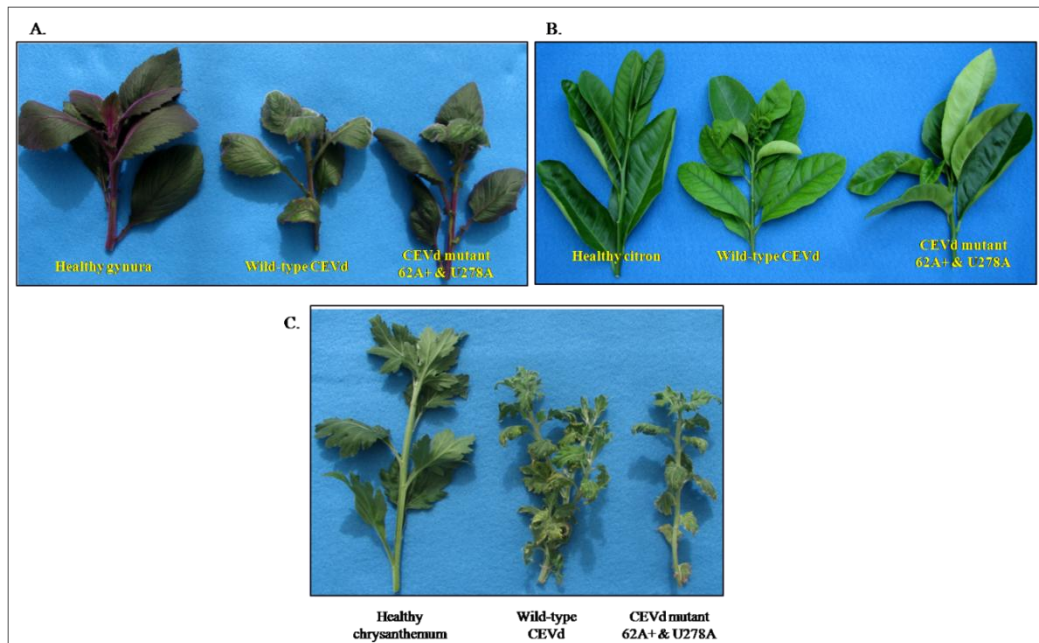 A.
Healthy gynura
Wild-type CEVd
CEVd mutant
62A+ & U278A
B.
Healthy citron
Wild-type CEVd
CEVd mutant
62A+ & U278A
C.
Healthy
chrysanthemum
Wild-type
CEVd
CEVd mutant
62A+ & U278A